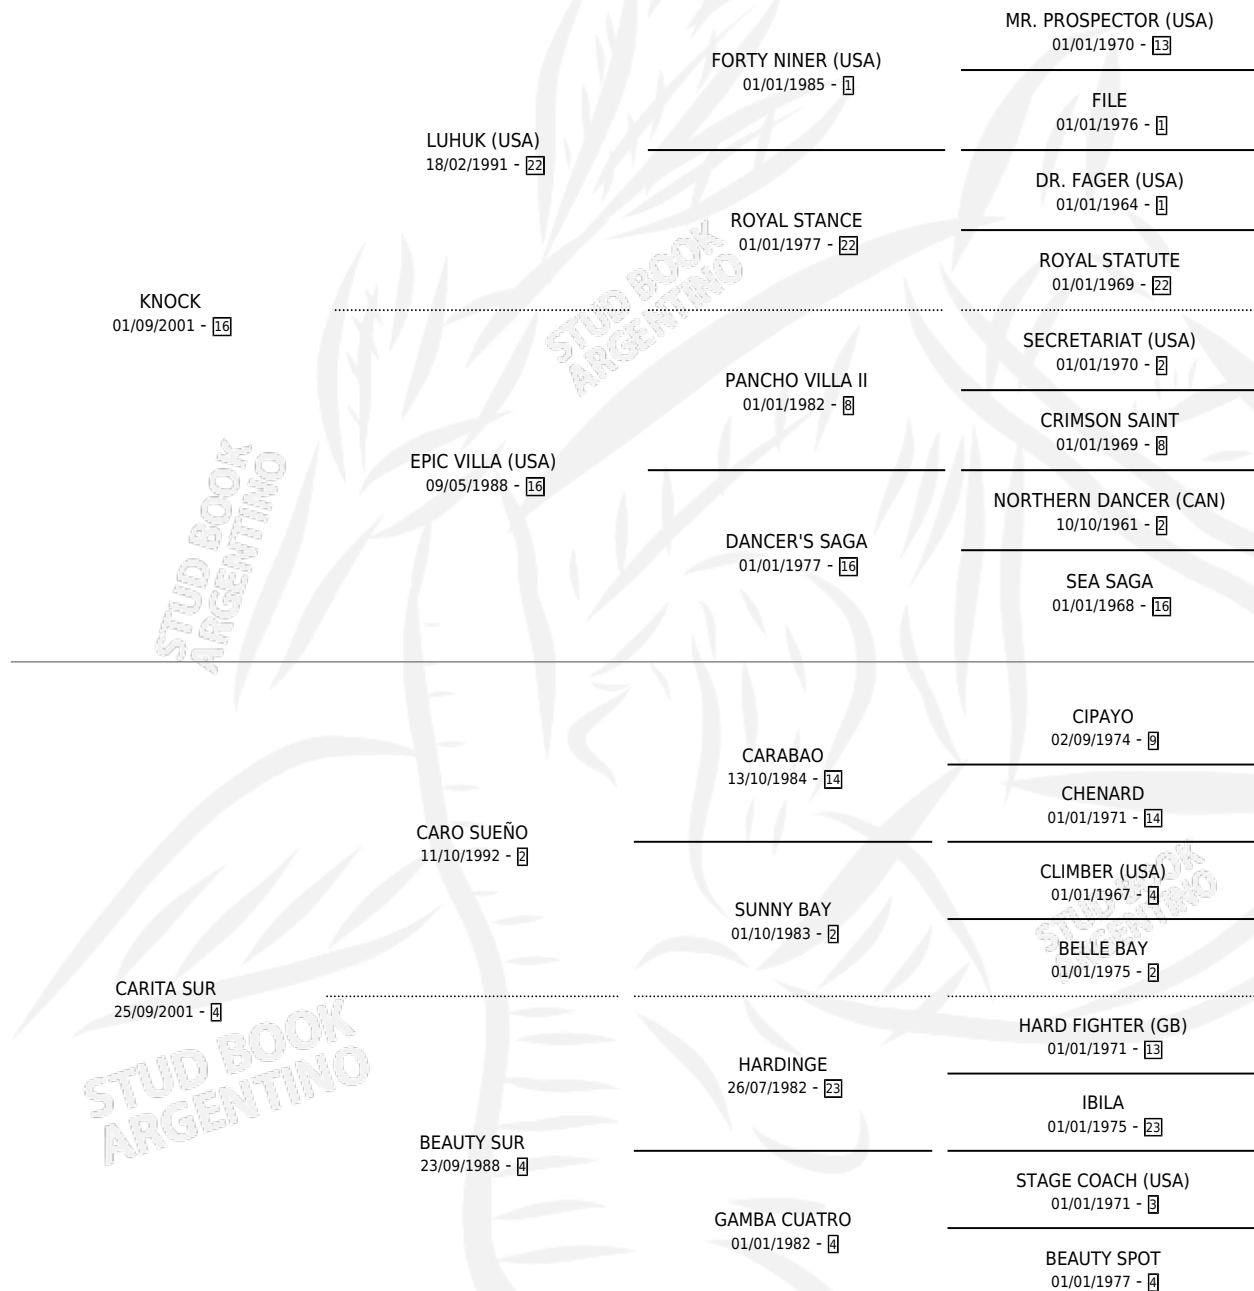 MR. PROSPECTOR (USA)
01/01/1970 - 13
FORTY NINER (USA)
01/01/1985 - 1
FILE
01/01/1976 - 1
LUHUK (USA)
18/02/1991 - 22
DR. FAGER (USA)
01/01/1964 - 1
ROYAL STANCE
01/01/1977 - 22
ROYAL STATUTE
01/01/1969 - 22
KNOCK
01/09/2001 - 16
SECRETARIAT (USA)
01/01/1970 - 2
PANCHO VILLA II
01/01/1982 - 8
CRIMSON SAINT
01/01/1969 - 8
EPIC VILLA (USA)
09/05/1988 - 16
NORTHERN DANCER (CAN)
10/10/1961 - 2
DANCER'S SAGA
01/01/1977 - 16
SEA SAGA
01/01/1968 - 16
CIPAYO
02/09/1974 - 9
CARABAO
13/10/1984 - 14
CHENARD
01/01/1971 - 14
CARO SUEÑO
11/10/1992 - 2
CLIMBER (USA)
01/01/1967 - 4
SUNNY BAY
01/10/1983 - 2
BELLE BAY
01/01/1975 - 2
CARITA SUR
25/09/2001 - 4
HARD FIGHTER (GB)
01/01/1971 - 13
HARDINGE
26/07/1982 - 23
IBILA
01/01/1975 - 23
BEAUTY SUR
23/09/1988 - 4
STAGE COACH (USA)
01/01/1971 - 3
GAMBA CUATRO
01/01/1982 - 4
BEAUTY SPOT
01/01/1977 - 4
STUD BOOK
ARGENTINO
STUD BOOK
ARGENTINO
STUD BOOK
ARGENTINO
STUD BOOK
ARGENTINO